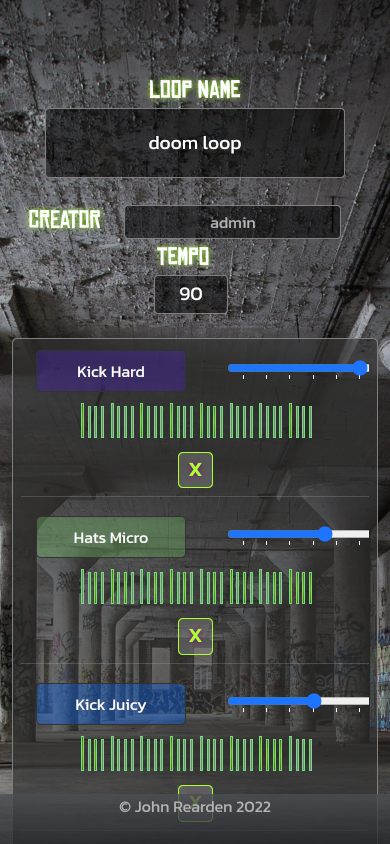 LOOP NAME
doom loop
CREATOR admin
TEMPO
90
Kick Hard
X
Hats Micro
X
Kick Juicy
X
© John Rearden 2022